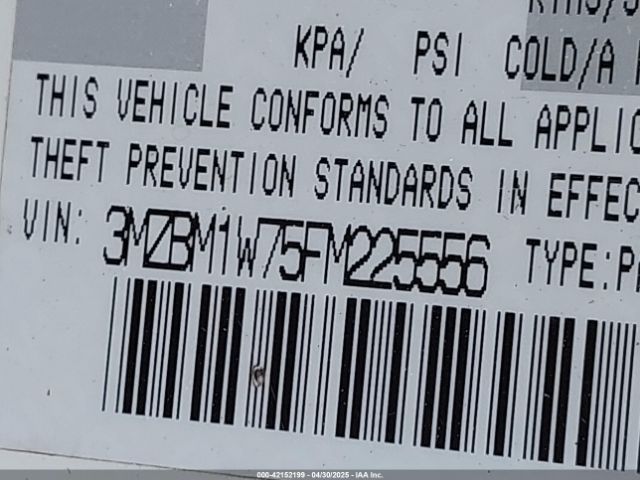 KPA/ PSI COLD/A
THIS VEHICLE CONFORMS TO ALL APPLIC
THEFT PREVENTION STANDARDS IN EFFEC
VIN: 3MZBM1W75FM225556 TYPE:PA
000-42152199 - 04/30/2025 - IAA Inc.